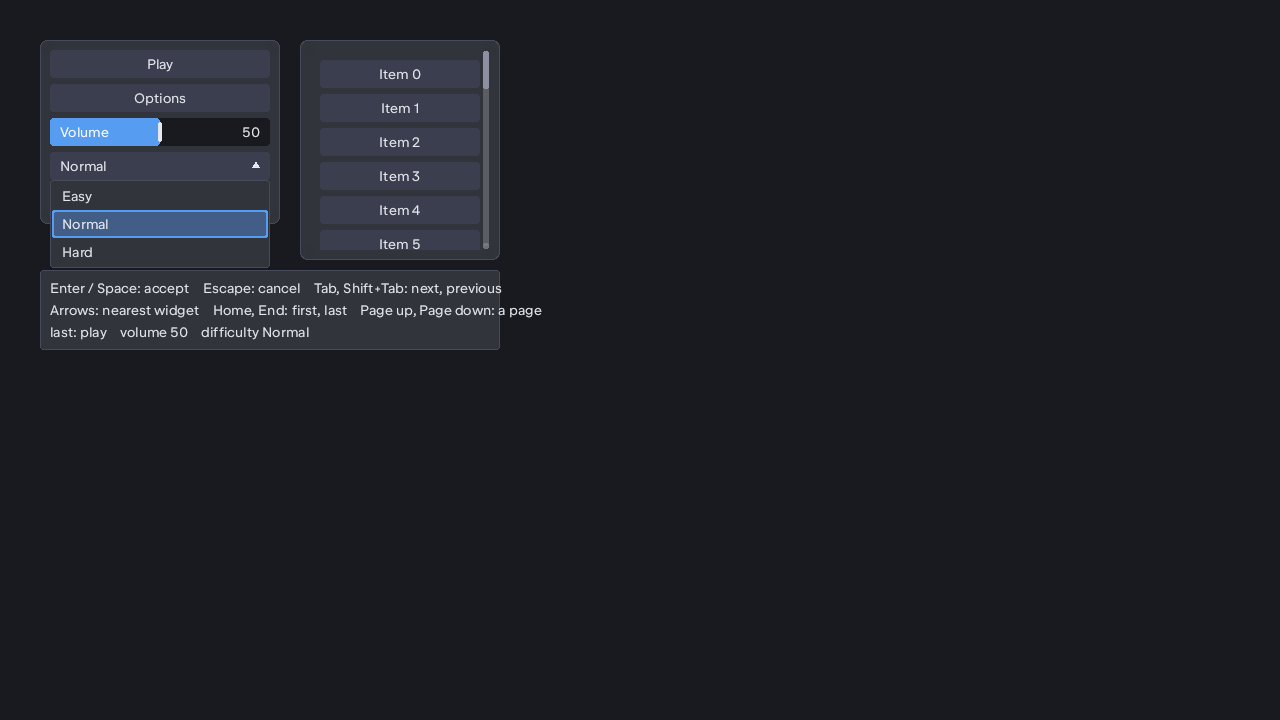 Play
Options
Volume 50
Normal
Easy
Normal
Hard
Item 0
Item 1
Item 2
Item 3
Item 4
Item 5
Enter / Space: accept Escape: cancel Tab, Shift+Tab: next, previous
Arrows: nearest widget Home, End: first, last Page up, Page down: a page
last: play volume 50 difficulty Normal